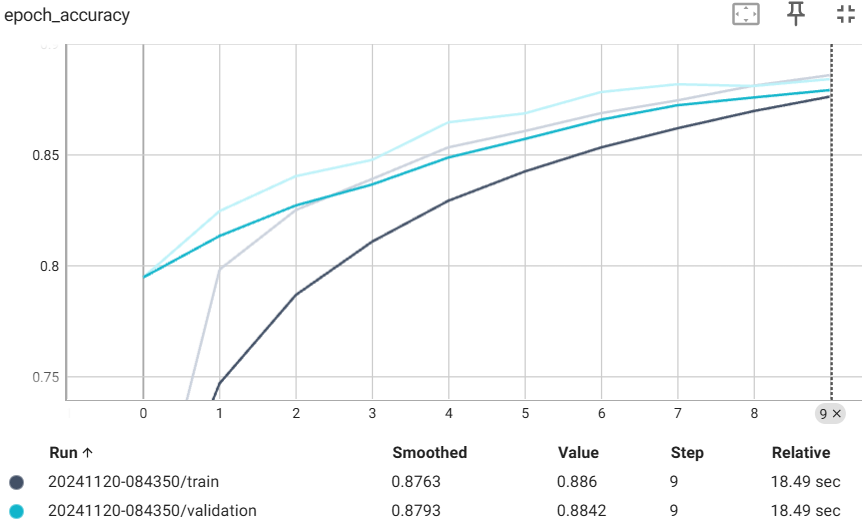 epoch_accuracy
0.85
0.8
0.75
0 1 2 3 4 5 6 7 8 9 ×
Run ↑ Smoothed Value Step Relative
20241120-084350/train 0.8763 0.886 9 18.49 sec
20241120-084350/validation 0.8793 0.8842 9 18.49 sec